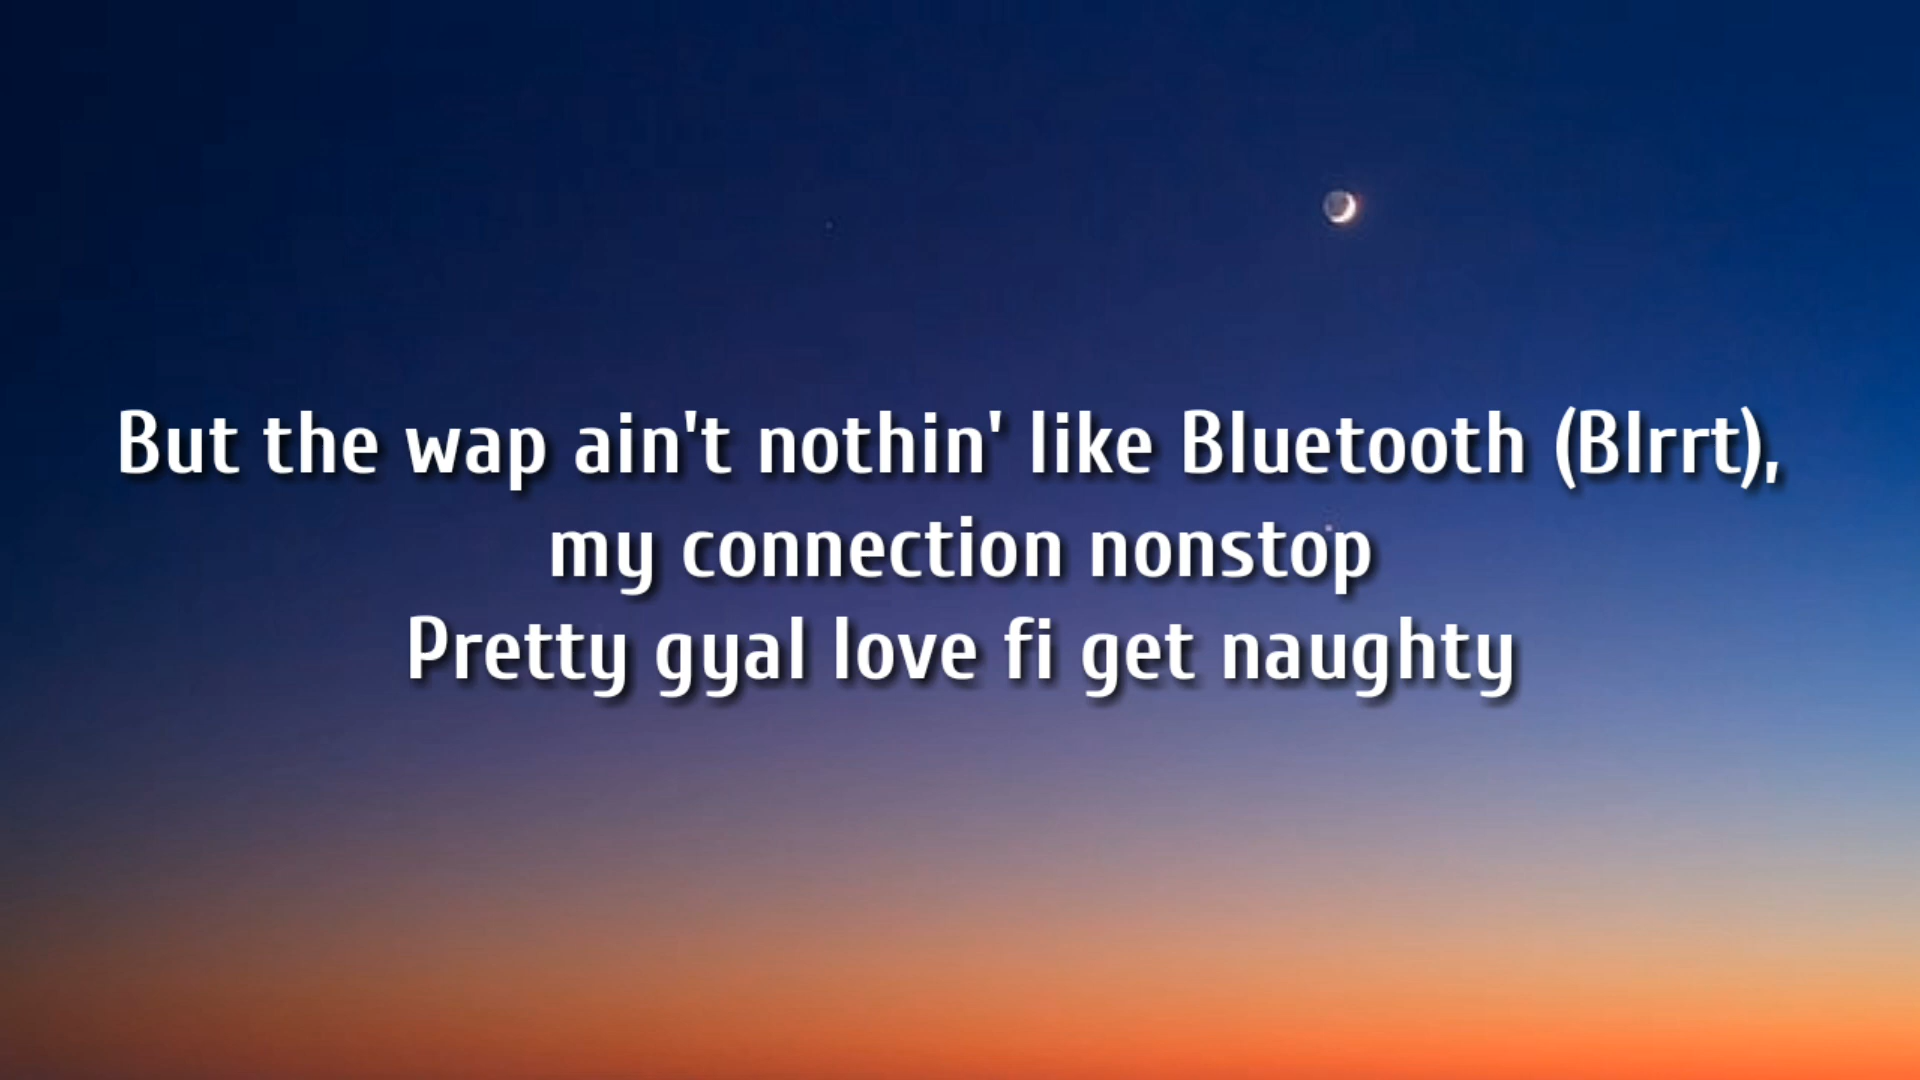 But the wap ain't nothin' like Bluetooth (Blrrt),
my connection nonstop
Pretty gyal love fi get naughty